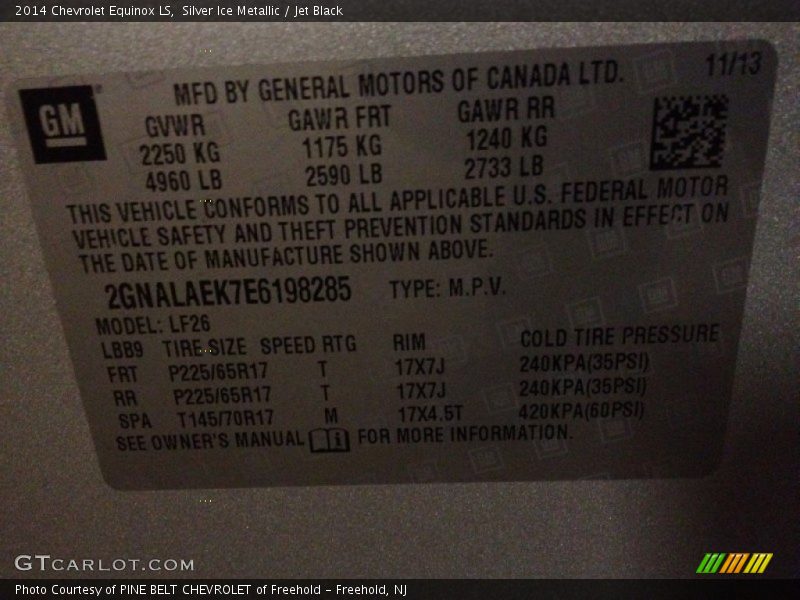 2014 Chevrolet Equinox LS,  Silver Ice Metallic / Jet Black
11/13
GM
MFD BY GENERAL MOTORS OF CANADA LTD.
GVWR GAWR FRT GAWR RR
2250 KG 1175 KG 1240 KG
4960 LB 2590 LB 2733 LB
THIS VEHICLE CONFORMS TO ALL APPLICABLE U.S. FEDERAL MOTOR
VEHICLE SAFETY AND THEFT PREVENTION STANDARDS IN EFFECT ON
THE DATE OF MANUFACTURE SHOWN ABOVE.
2GNALAEK7E6198285 TYPE: M.P.V.
MODEL: LF26
LBB9 TIRE SIZE SPEED RTG RIM COLD TIRE PRESSURE
FRT P225/65R17 T 17X7J 240KPA(35PSI)
RR P225/65R17 T 17X7J 240KPA(35PSI)
SPA T145/70R17 M 17X4.5T 420KPA(60PSI)
SEE OWNER'S MANUAL FOR MORE INFORMATION.
GTCARLOT.COM
Photo Courtesy of PINE BELT CHEVROLET of Freehold – Freehold, NJ